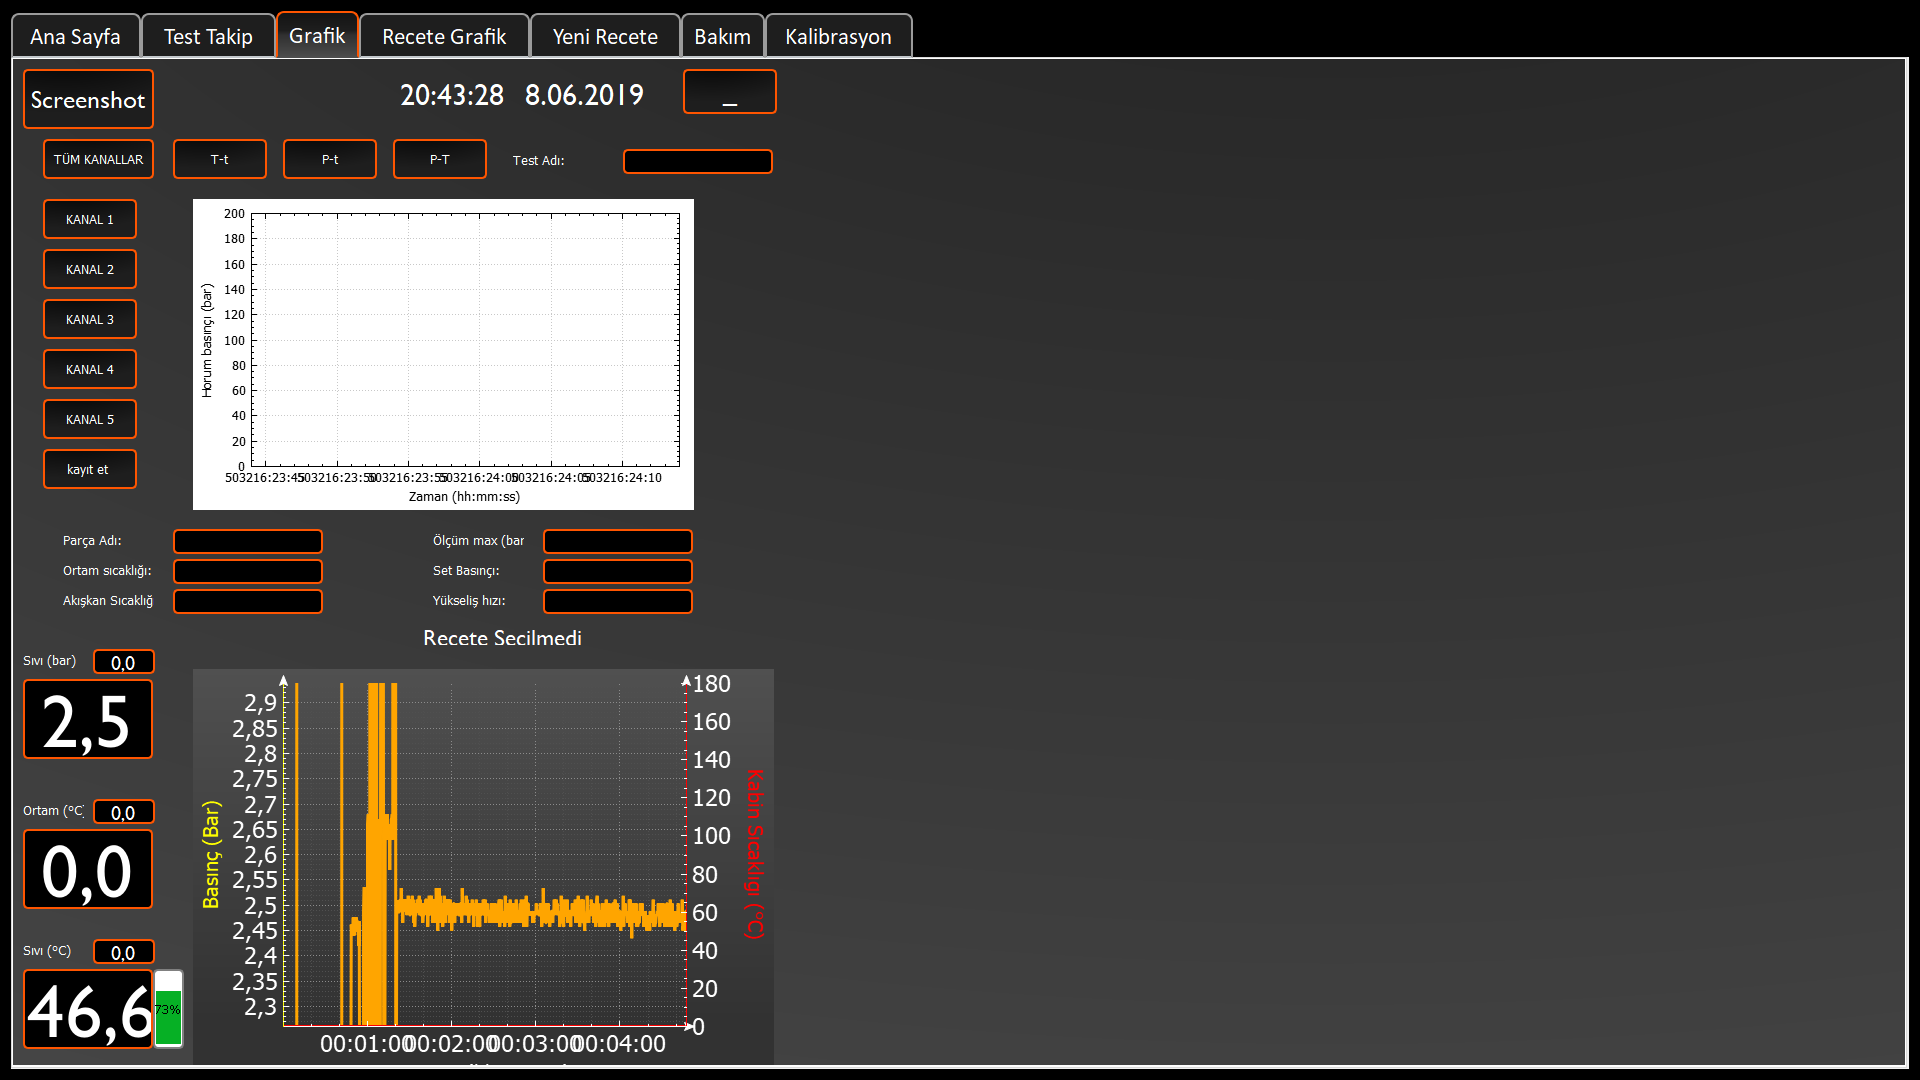 Ana Sayfa Test Takip Grafik Recete Grafik Yeni Recete Bakım Kalibrasyon
Screenshot 20:43:28 8.06.2019 _
TÜM KANALLAR T-t P-t P-T Test Adı:
KANAL 1
KANAL 2
KANAL 3
KANAL 4
KANAL 5
kayıt et
Horum basınçı (bar)
200
180
160
140
120
100
80
60
40
20
0
503216:23:45 503216:23:50 503216:23:55 503216:24:00 503216:24:05 503216:24:10
Zaman (hh:mm:ss)
Parça Adı: Ölçüm max (bar
Ortam sıcaklığı: Set Basınçı:
Akışkan Sıcaklığ Yükseliş hızı:
Recete Secilmedi
Sıvı (bar) 0,0
2,5
Ortam (°C) 0,0
0,0
Sıvı (°C) 0,0
46,6
73%
Basınç (Bar)
2,9
2,85
2,8
2,75
2,7
2,65
2,6
2,55
2,5
2,45
2,4
2,35
2,3
180
160
140
120
100
80
60
40
20
0
Kabin Sıcaklığı (°C)
00:01:00 00:02:00 00:03:00 00:04:00